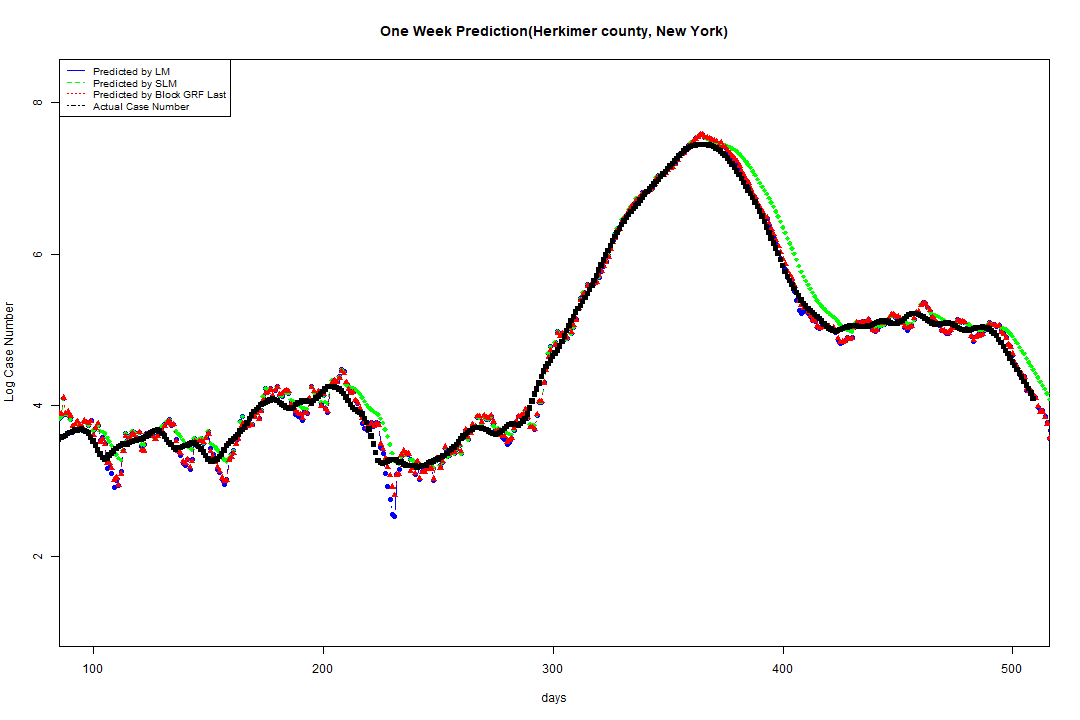 One Week Prediction(Herkimer county, New York)
Predicted by LM
Predicted by SLM
Predicted by Block GRF Last
Actual Case Number
Log Case Number
8
6
4
2
100 200 300 400 500
days